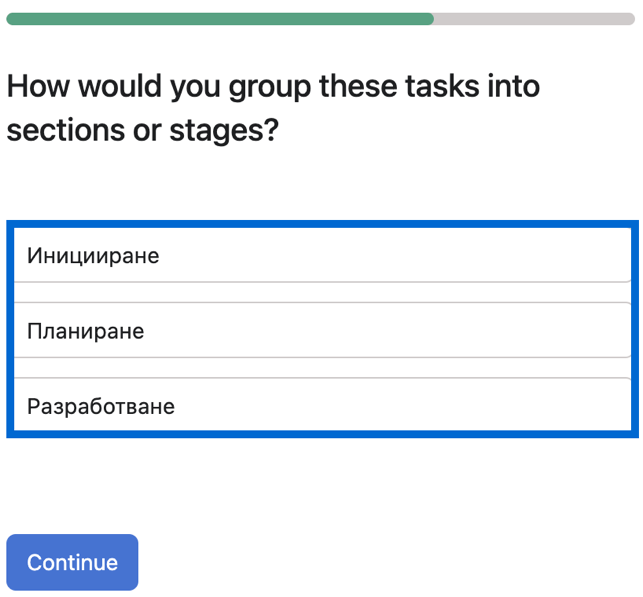 How would you group these tasks into
sections or stages?
Иницииране
Планиране
Разработване
Continue